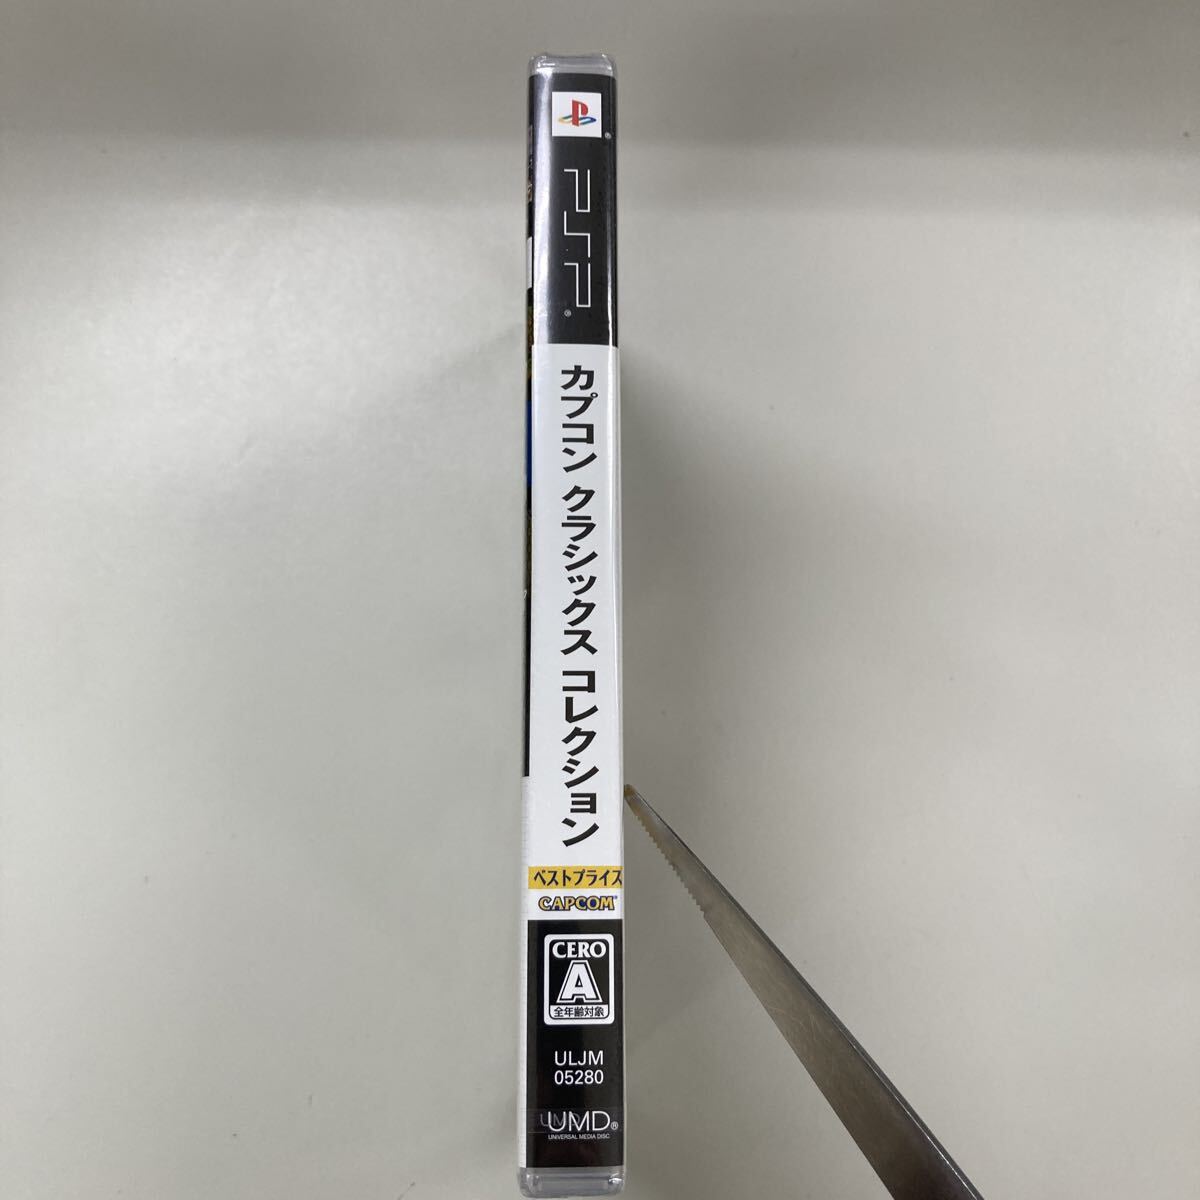 PSP®
カプコン クラシックス コレクション
ベストプライス
CAPCOM
CERO
A
全年齢対象
ULJM
05280
UMD®
UNIVERSAL MEDIA DISC